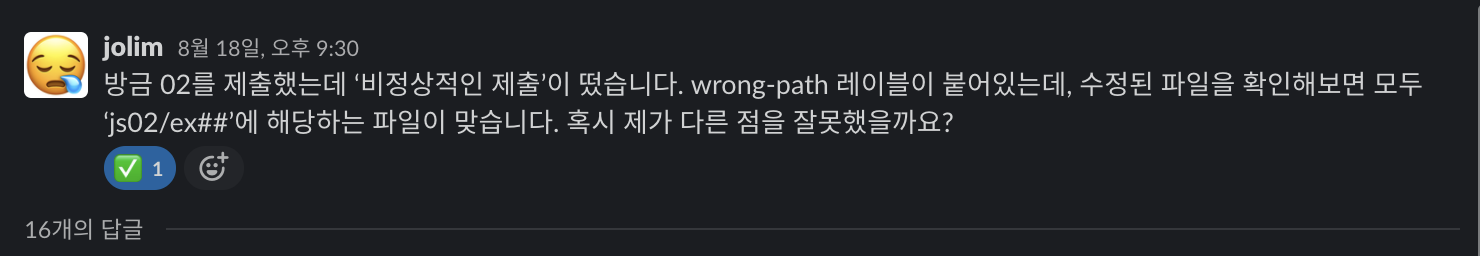 jolim 8월 18일, 오후 9:30
방금 02를 제출했는데 ‘비정상적인 제출’이 떴습니다. wrong-path 레이블이 붙어있는데, 수정된 파일을 확인해보면 모두
‘js02/ex##’에 해당하는 파일이 맞습니다. 혹시 제가 다른 점을 잘못했을까요?
1
16개의 답글